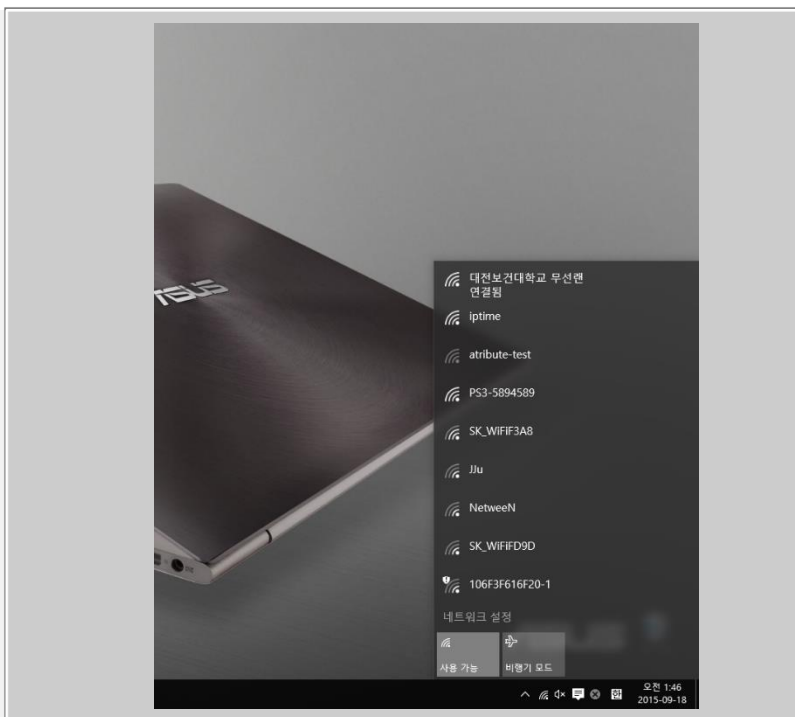 ASUS
대전보건대학교 무선랜
연결됨
iptime
atribute-test
PS3-5894589
SK_WiFiF3A8
JJu
NetweeN
SK_WiFiFD9D
106F3F616F20-1
네트워크 설정
사용 가능
비행기 모드
오전 1:46
2015-09-18